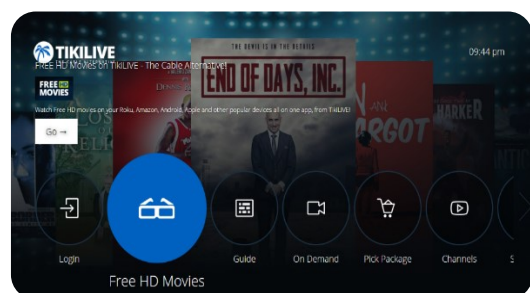 TIKILIVE
09:44 pm
FREE HD Movies on TikiLIVE - The Cable Alternative!
THE DEVIL IS IN THE DETAILS
END OF DAYS, INC.
FREE HD
MOVIES
Watch Free HD movies on your Roku, Amazon, Android, Apple and other popular devices all on one app, from TikiLIVE!
Go →
AND
ARGOT
HARKER
Login
Free HD Movies
Guide
On Demand
Pick Package
Channels
S